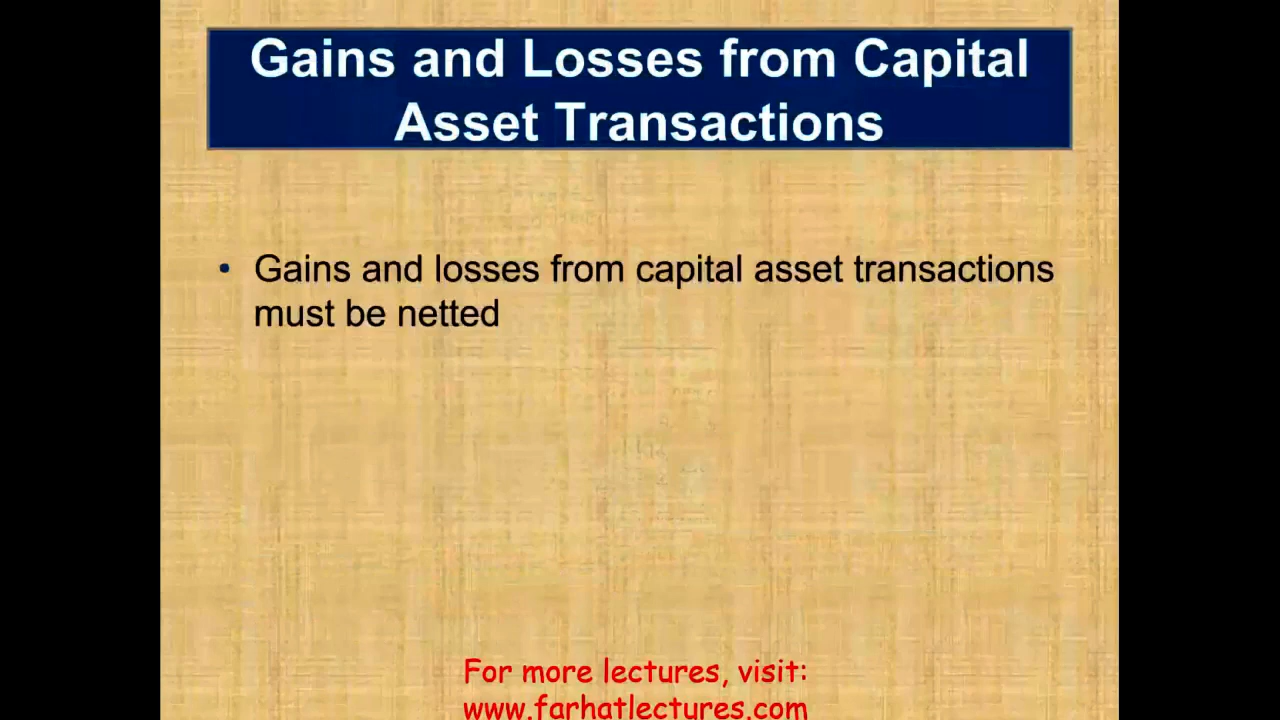 Gains and Losses from Capital
Asset Transactions
• Gains and losses from capital asset transactions
must be netted
For more lectures, visit:
www.farhatlectures.com